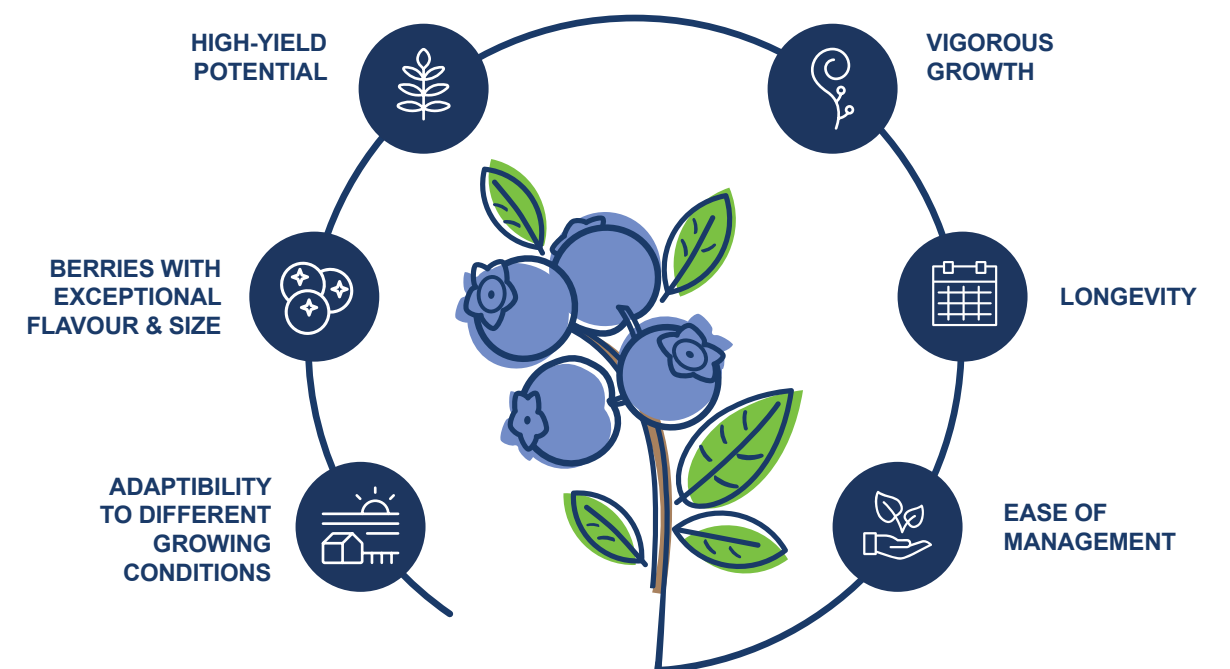 HIGH-YIELD
POTENTIAL
VIGOROUS
GROWTH
BERRIES WITH
EXCEPTIONAL
FLAVOUR & SIZE
LONGEVITY
ADAPTIBILITY
TO DIFFERENT
GROWING
CONDITIONS
EASE OF
MANAGEMENT